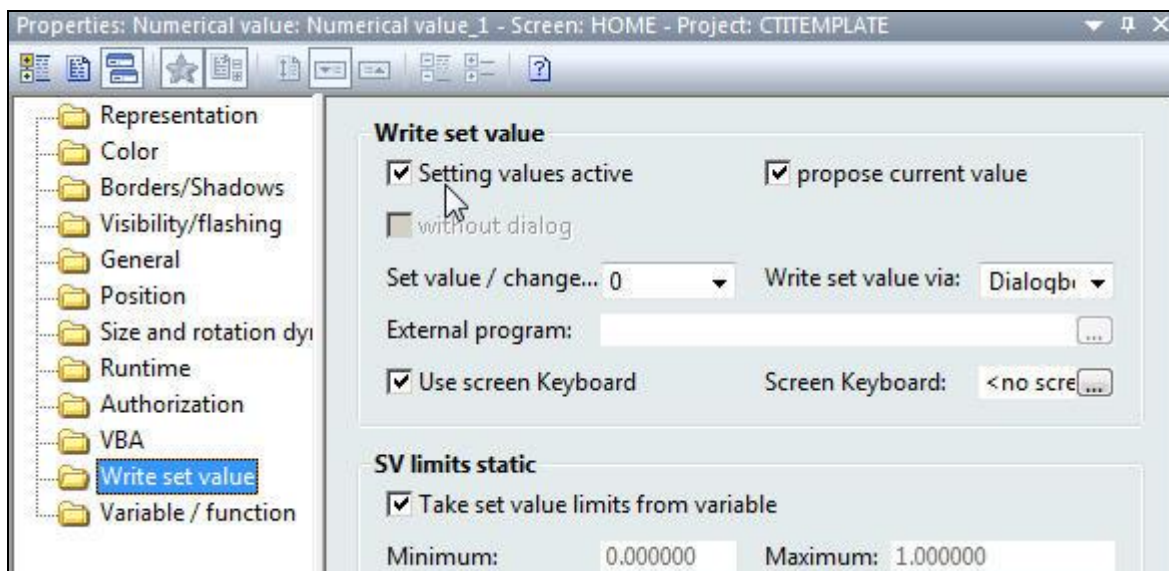 Properties: Numerical value: Numerical value_1 - Screen: HOME - Project: CTITEMPLATE
Representation
Color
Borders/Shadows
Visibility/flashing
General
Position
Size and rotation dy
Runtime
Authorization
VBA
Write set value
Variable / function
Write set value
Setting values active propose current value
without dialog
Set value / change... 0 Write set value via: Dialogb
External program: ...
Use screen Keyboard Screen Keyboard: <no scre ...
SV limits static
Take set value limits from variable
Minimum: 0.000000 Maximum: 1.000000